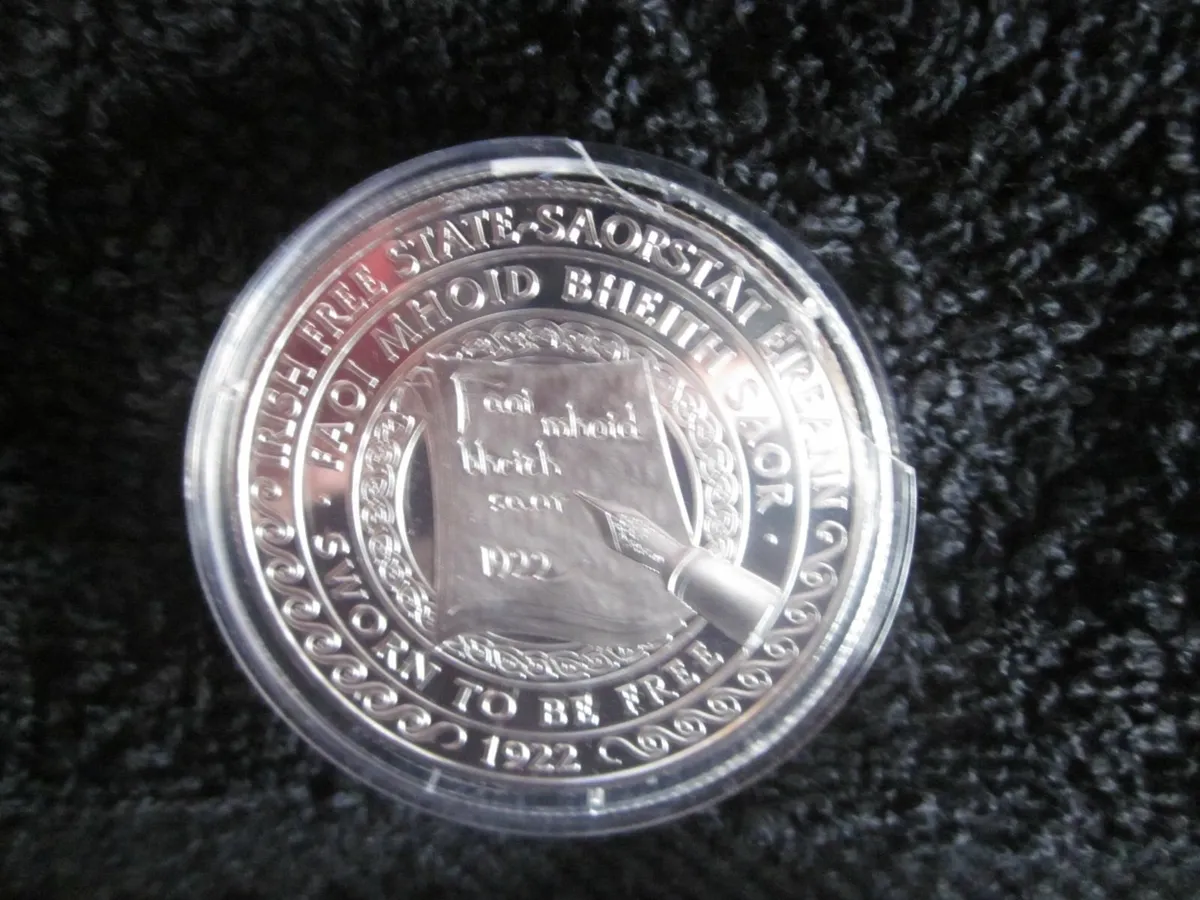 IRISH FREE STATE · SAORSTÁT ÉIREANN
FAOI MHOID BHEITH SAOR
Faoi
mhoid
bheith
saor
1922
· SWORN TO BE FREE ·
1922